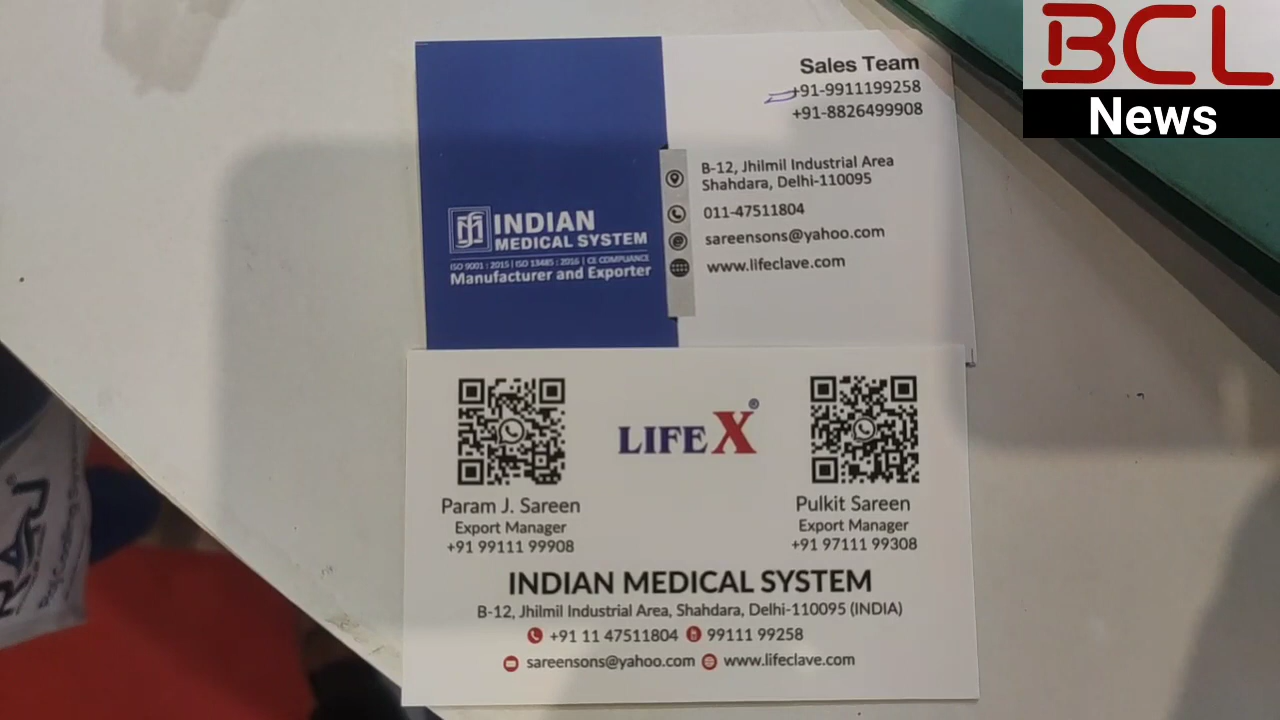 BCL
News
Sales Team
+91-9911199258
+91-8826499908
B-12, Jhilmil Industrial Area
Shahdara, Delhi-110095
011-47511804
sareensons@yahoo.com
www.lifeclave.com
INDIAN
MEDICAL SYSTEM
ISO 9001 : 2015 | ISO 13485 : 2016 | CE COMPLIANCE
Manufacturer and Exporter
LIFEX®
Param J. Sareen
Export Manager
+91 99111 99908
Pulkit Sareen
Export Manager
+91 97111 99308
INDIAN MEDICAL SYSTEM
B-12, Jhilmil Industrial Area, Shahdara, Delhi-110095 (INDIA)
+91 11 47511804 99111 99258
sareensons@yahoo.com www.lifeclave.com